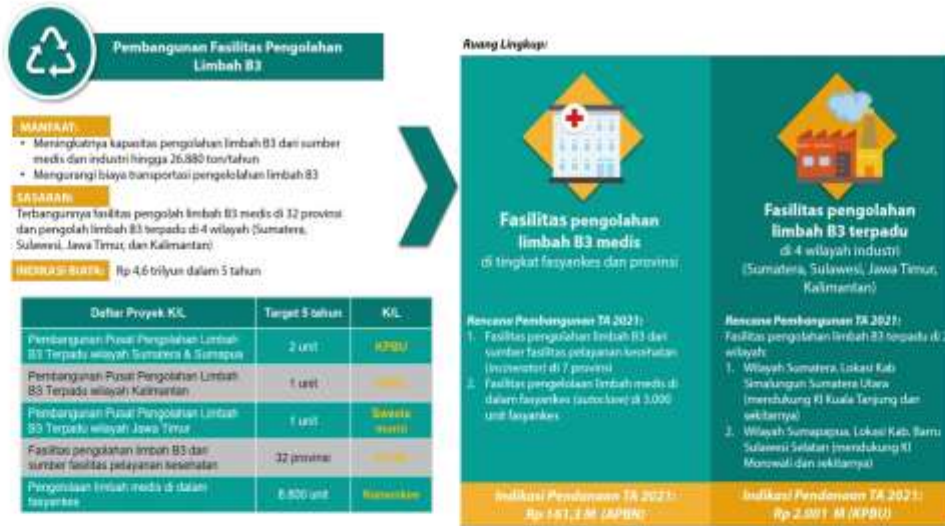 Pembangunan Fasilitas Pengolahan
Limbah B3
MANFAAT:
• Meningkatnya kapasitas pengolahan limbah B3 dari sumber
medis dan industri hingga 26.880 ton/tahun
• Mengurangi biaya transportasi pengelolahan limbah B3
SASARAN:
Terbangunnya fasilitas pengolah limbah B3 medis di 32 provinsi
dan pengolah limbah B3 terpadu di 4 wilayah (Sumatera,
Sulawesi, Jawa Timur, dan Kalimantan)
INDIKASI BIAYA: Rp 4,6 trilyun dalam 5 tahun
Daftar Proyek K/L Target 5 tahun K/L
Pembangunan Pusat Pengolahan Limbah
B3 Terpadu wilayah Sumatera & Sumapua
2 unit KPBU
Pembangunan Pusat Pengolahan Limbah
B3 Terpadu wilayah Kalimantan
1 unit
Pembangunan Pusat Pengolahan Limbah
B3 Terpadu wilayah Jawa Timur
1 unit Swasta
murni
Fasilitas pengolahan limbah B3 dari
sumber fasilitas pelayanan kesehatan
32 provinsi
Pengelolaan limbah medis di dalam
fasyankes
8.800 unit Kemenkes
Ruang Lingkup:
Fasilitas pengolahan
limbah B3 medis
di tingkat fasyankes dan provinsi
Rencana Pembangunan TA 2021:
1. Fasilitas pengolahan limbah B3 dari
sumber fasilitas pelayanan kesehatan
(incinerator) di 7 provinsi
2. Fasilitas pengelolaan limbah medis di
dalam fasyankes (autoclave) di 3.000
unit fasyankes
Indikasi Pendanaan TA 2021:
Rp 161,3 M (APBN)
Fasilitas pengolahan
limbah B3 terpadu
di 4 wilayah industri
(Sumatera, Sulawesi, Jawa Timur,
Kalimantan)
Rencana Pembangunan TA 2021:
Fasilitas pengolahan limbah B3 terpadu di 2
wilayah:
1. Wilayah Sumatera, Lokasi Kab
Simalungun Sumatera Utara
(mendukung KI Kuala Tanjung dan
sekitarnya)
2. Wilayah Sumapapua, Lokasi Kab. Barru
Sulawesi Selatan (mendukung KI
Morowali dan sekitarnya)
Indikasi Pendanaan TA 2021:
Rp 2.001 M (KPBU)